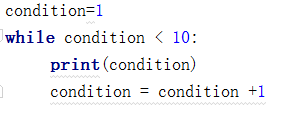 condition=1
while condition < 10:
    print(condition)
    condition = condition +1